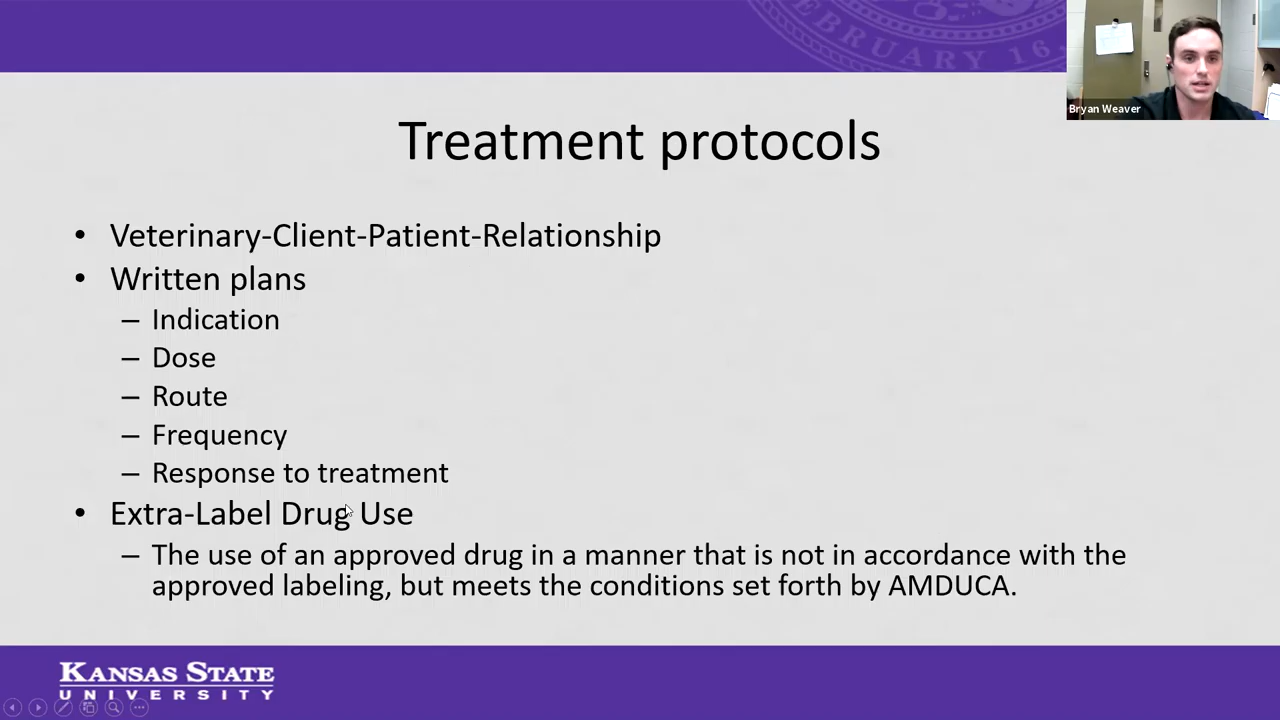 FEBRUARY 16,
Bryan Weaver
Treatment protocols
• Veterinary-Client-Patient-Relationship
• Written plans
– Indication
– Dose
– Route
– Frequency
– Response to treatment
• Extra-Label Drug Use
– The use of an approved drug in a manner that is not in accordance with the
approved labeling, but meets the conditions set forth by AMDUCA.
KANSAS STATE
UNIVERSITY